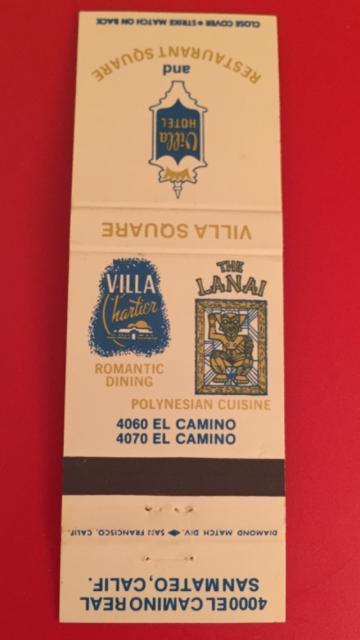 CLOSE COVER ★ STRIKE MATCH ON BACK
RESTAURANT SQUARE
and
Villa
HOTEL
VILLA SQUARE
VILLA
Chartier
ROMANTIC
DINING
THE
LANAI
POLYNESIAN CUISINE
4060 EL CAMINO
4070 EL CAMINO
DIAMOND MATCH DIV. SAN FRANCISCO, CALIF.
4000 EL CAMINO REAL
SAN MATEO, CALIF.